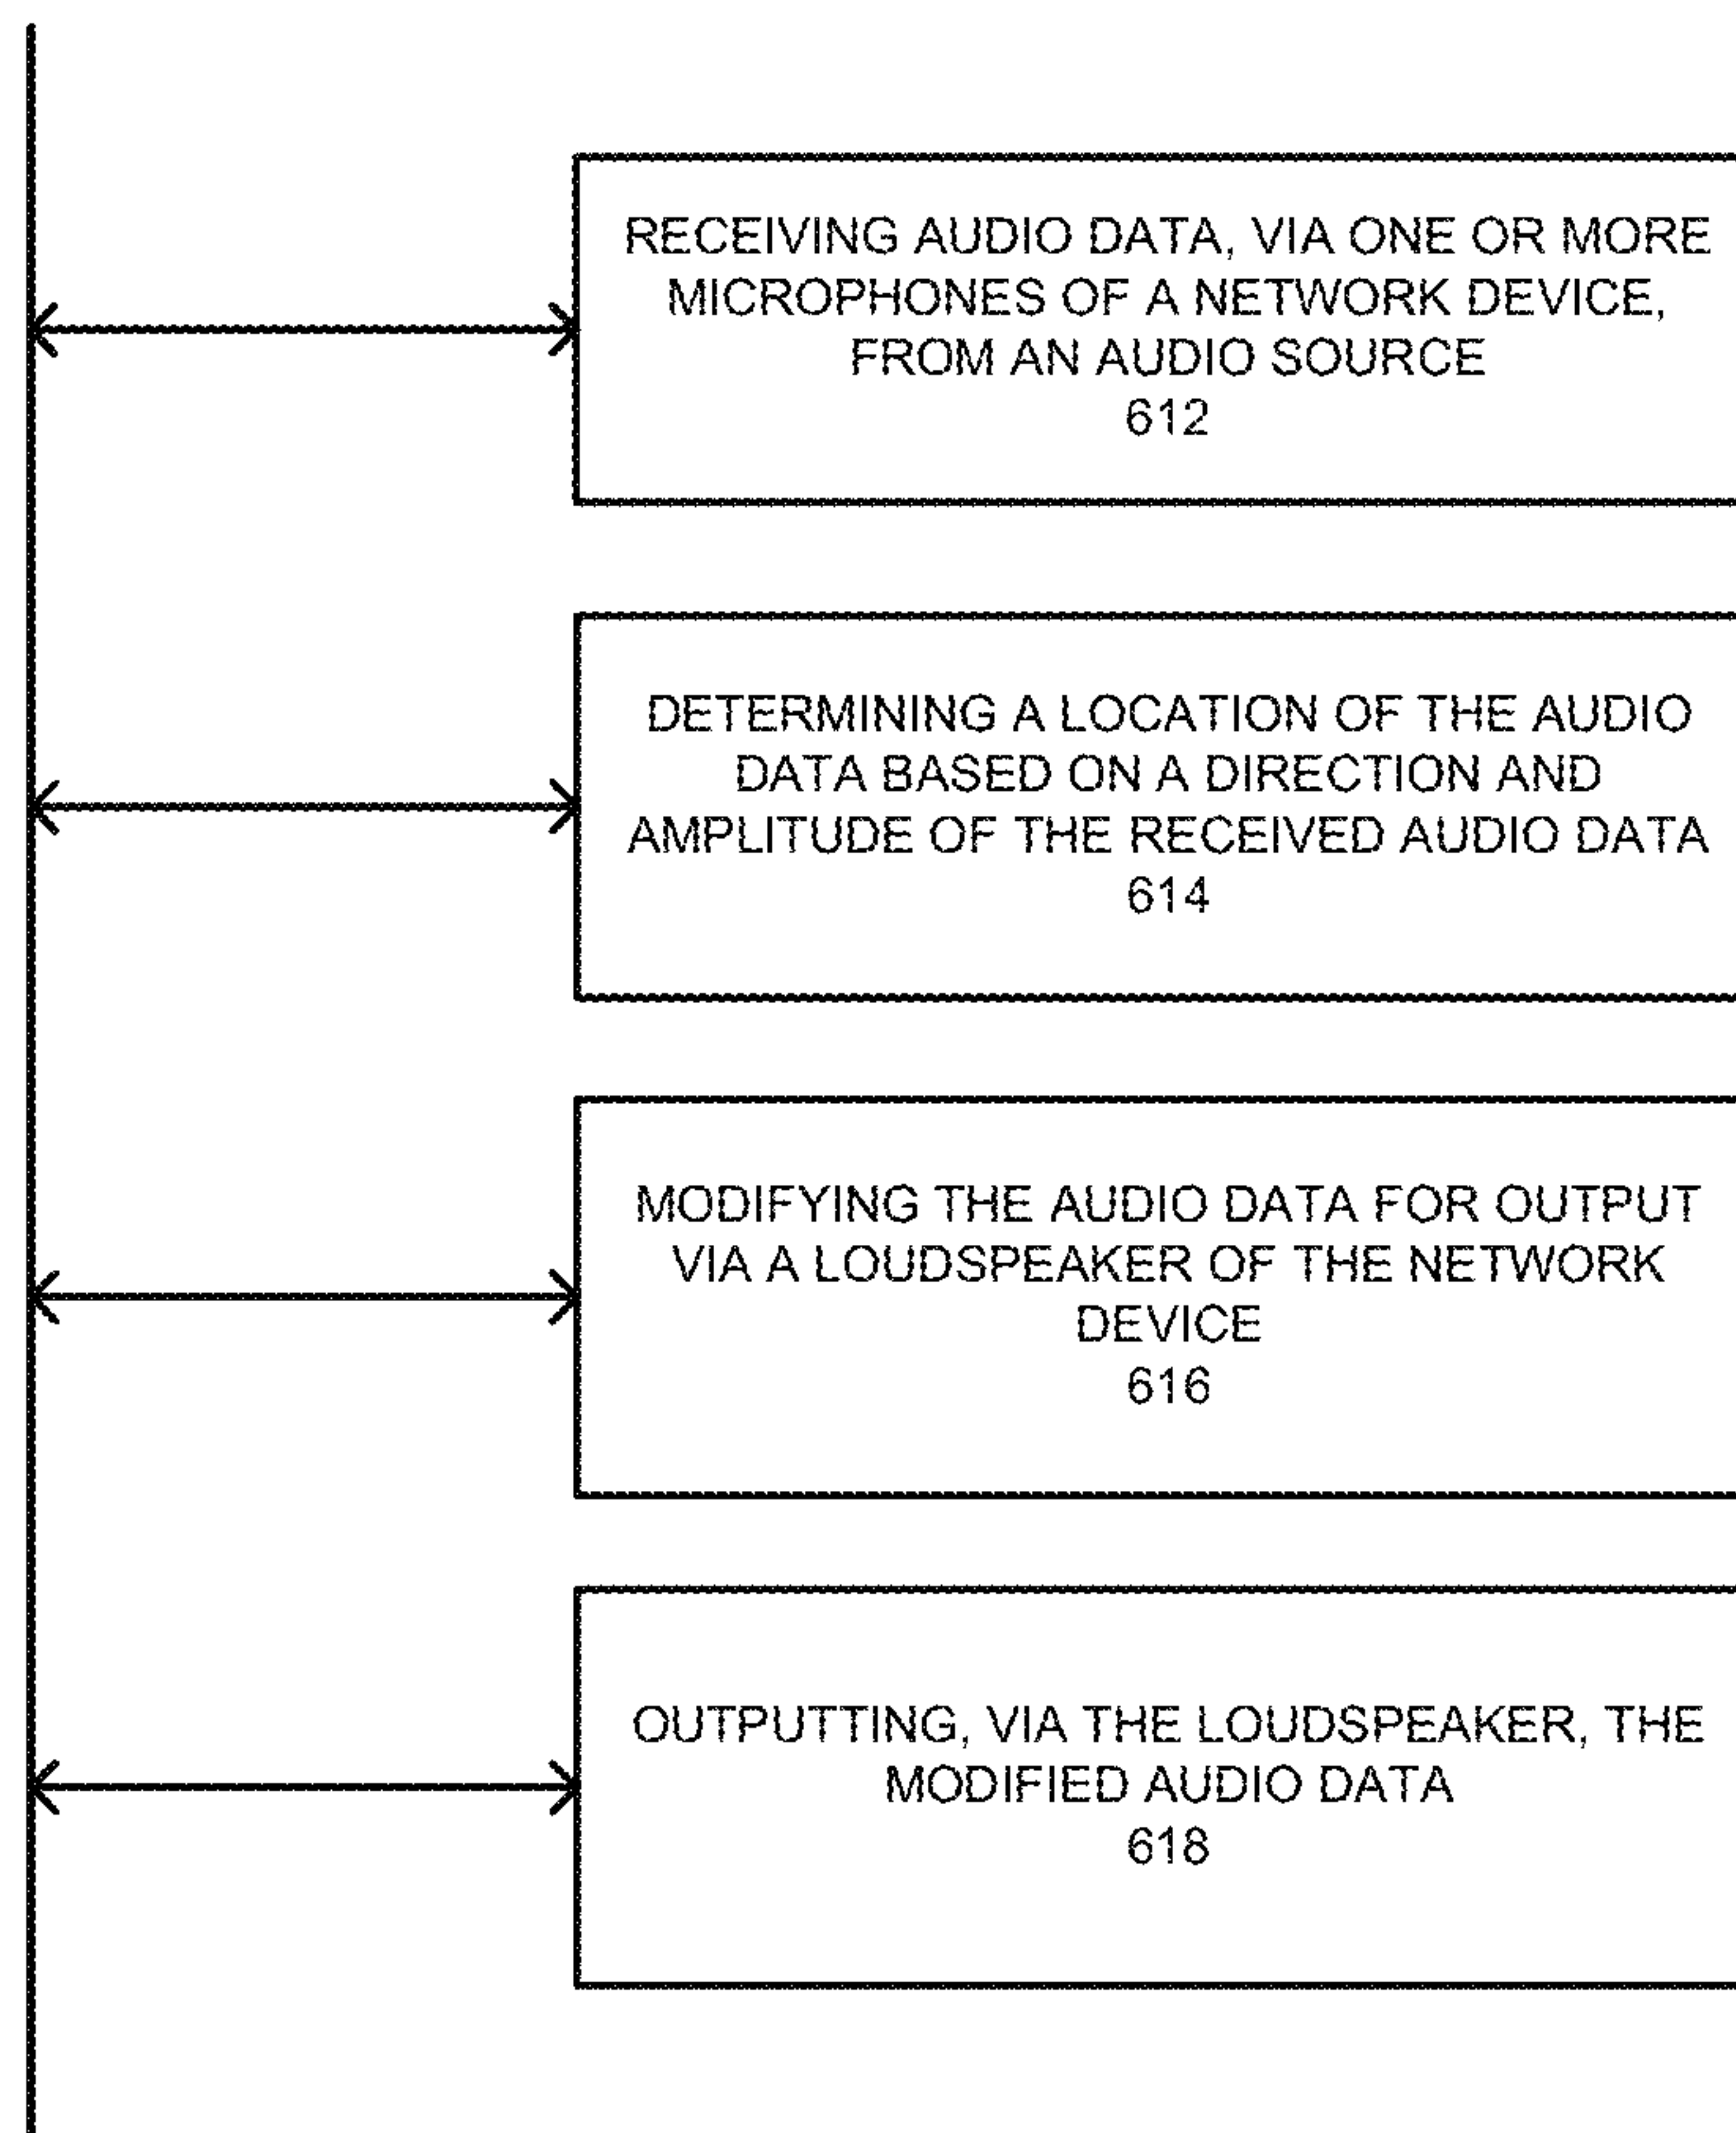 RECEIVING AUDIO DATA, VIA ONE OR MORE
MICROPHONES OF A NETWORK DEVICE,
FROM AN AUDIO SOURCE
612
DETERMINING A LOCATION OF THE AUDIO
DATA BASED ON A DIRECTION AND
AMPLITUDE OF THE RECEIVED AUDIO DATA
614
MODIFYING THE AUDIO DATA FOR OUTPUT
VIA A LOUDSPEAKER OF THE NETWORK
DEVICE
616
OUTPUTTING, VIA THE LOUDSPEAKER, THE
MODIFIED AUDIO DATA
618